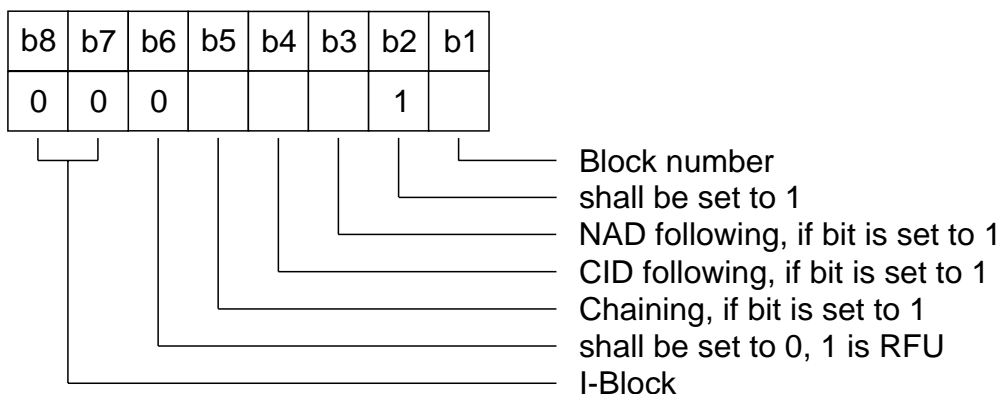 b8 b7 b6 b5 b4 b3 b2 b1
0 0 0 1
Block number
shall be set to 1
NAD following, if bit is set to 1
CID following, if bit is set to 1
Chaining, if bit is set to 1
shall be set to 0, 1 is RFU
I-Block